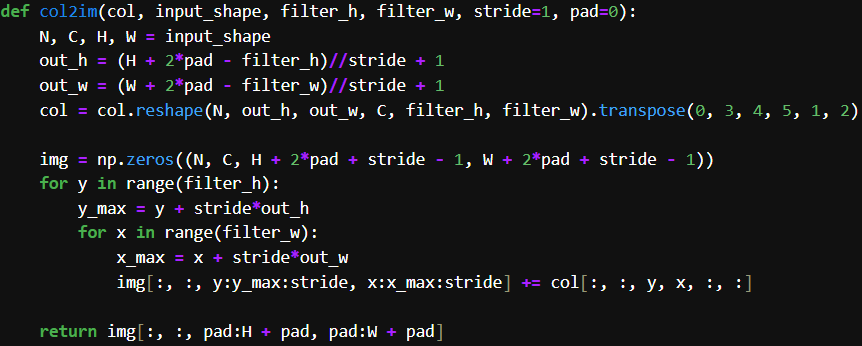 def col2im(col, input_shape, filter_h, filter_w, stride=1, pad=0):
    N, C, H, W = input_shape
    out_h = (H + 2*pad - filter_h)//stride + 1
    out_w = (W + 2*pad - filter_w)//stride + 1
    col = col.reshape(N, out_h, out_w, C, filter_h, filter_w).transpose(0, 3, 4, 5, 1, 2)

    img = np.zeros((N, C, H + 2*pad + stride - 1, W + 2*pad + stride - 1))
    for y in range(filter_h):
        y_max = y + stride*out_h
        for x in range(filter_w):
            x_max = x + stride*out_w
            img[:, :, y:y_max:stride, x:x_max:stride] += col[:, :, y, x, :, :]

    return img[:, :, pad:H + pad, pad:W + pad]